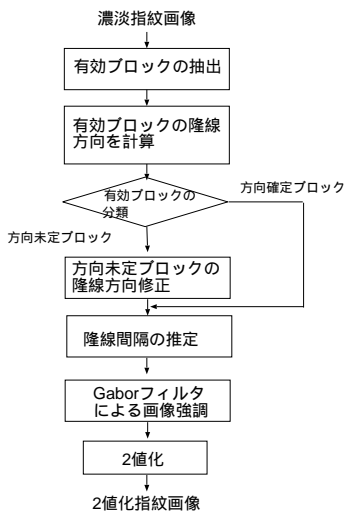 濃淡指紋画像
有効ブロックの抽出
有効ブロックの隆線
方向を計算
有効ブロックの
分類
方向確定ブロック
方向未定ブロック
方向未定ブロックの
隆線方向修正
隆線間隔の推定
Gaborフィルタ
による画像強調
2値化
2値化指紋画像